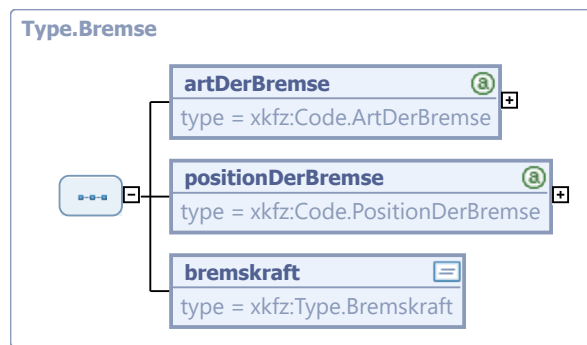 Type.Bremse
artDerBremse
type = xkfz:Code.ArtDerBremse
positionDerBremse
type = xkfz:Code.PositionDerBremse
bremskraft
type = xkfz:Type.Bremskraft